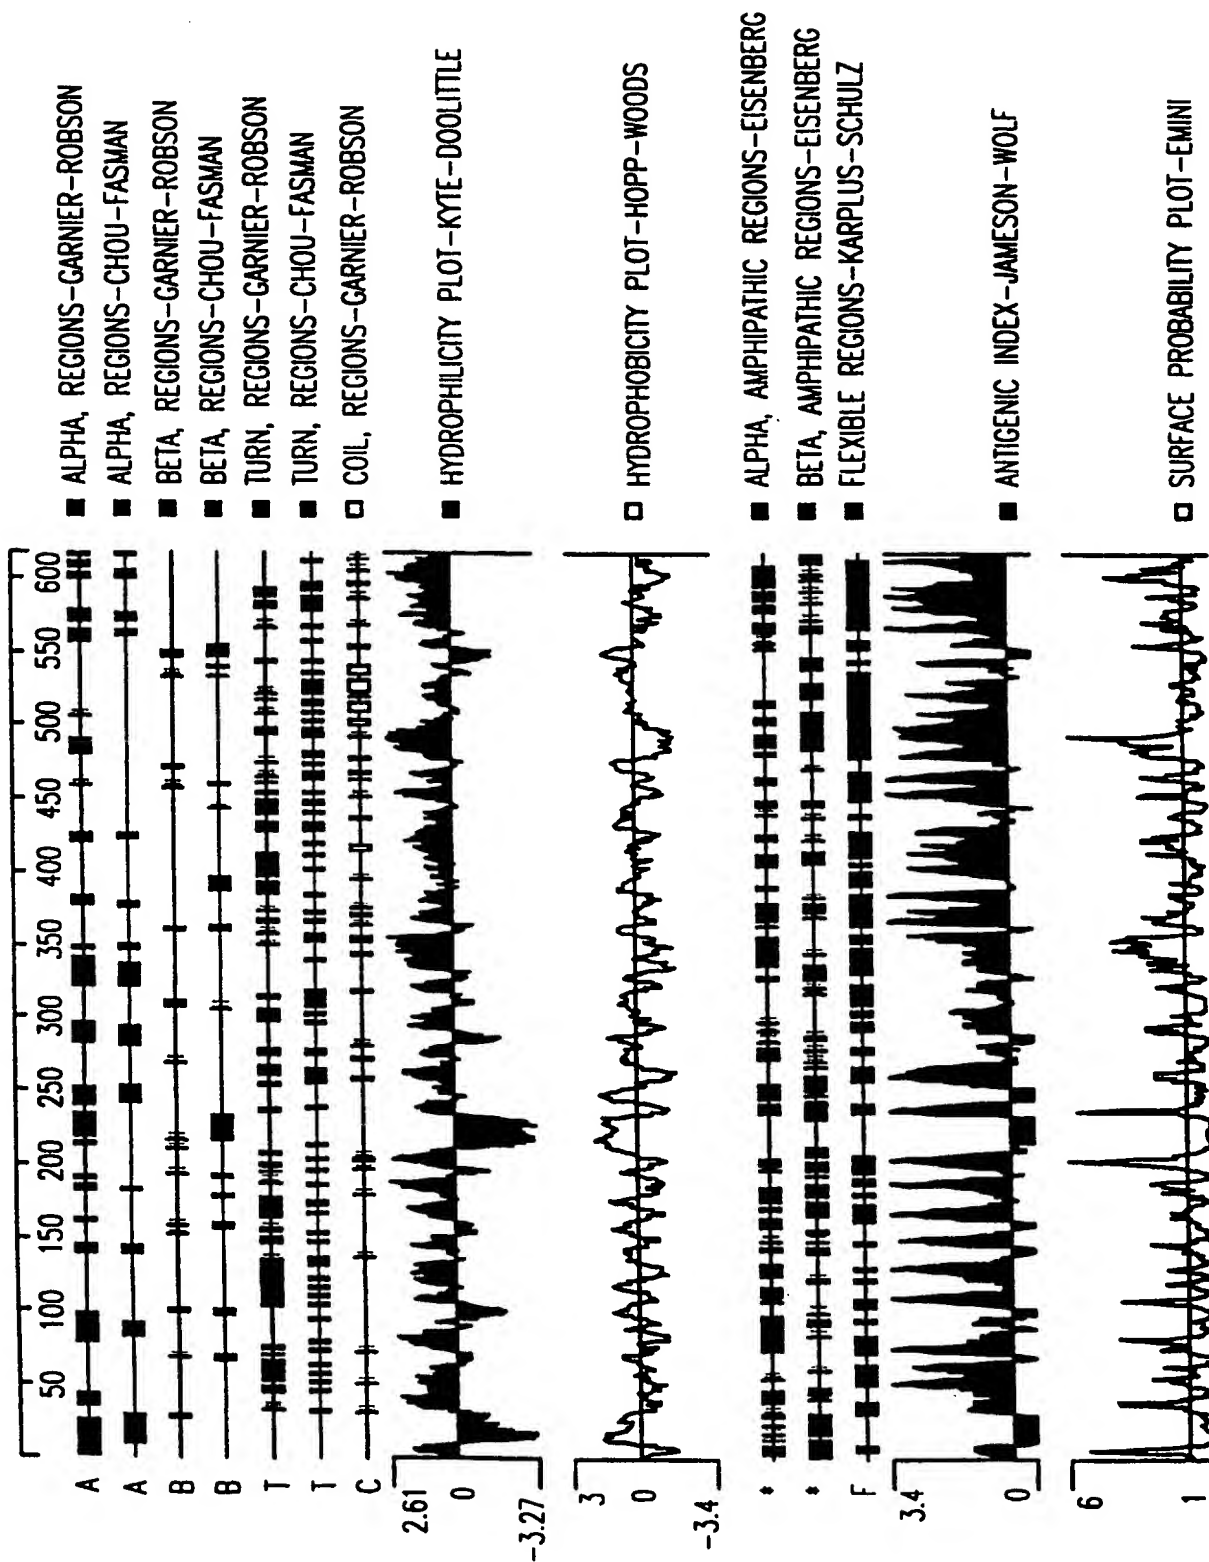 50 100 150 200 250 300 350 400 450 500 550 600
A ■ ALPHA, REGIONS-GARNIER-ROBSON
A ■ ALPHA, REGIONS-CHOU-FASMAN
B ■ BETA, REGIONS-GARNIER-ROBSON
B ■ BETA, REGIONS-CHOU-FASMAN
T ■ TURN, REGIONS-GARNIER-ROBSON
T ■ TURN, REGIONS-CHOU-FASMAN
C □ COIL, REGIONS-GARNIER-ROBSON
2.61
0
-3.27
■ HYDROPHILICITY PLOT-KYTE-DOOLITTLE
3
0
-3.4
□ HYDROPHOBICITY PLOT-HOPP-WOODS
* ■ ALPHA, AMPHIPATHIC REGIONS-EISENBERG
* ■ BETA, AMPHIPATHIC REGIONS-EISENBERG
F ■ FLEXIBLE REGIONS-KARPLUS-SCHULZ
3.4
0
■ ANTIGENIC INDEX-JAMESON-WOLF
6
1
□ SURFACE PROBABILITY PLOT-EMINI